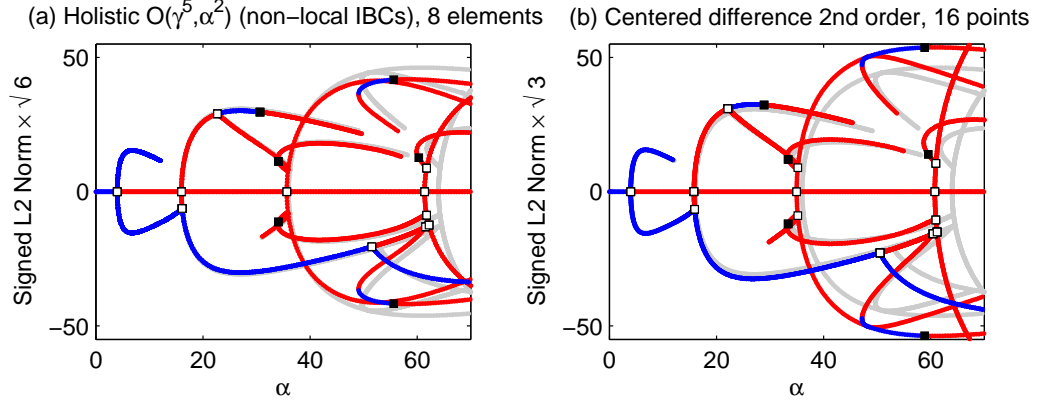 (a) Holistic O(γ⁵,α²) (non−local IBCs), 8 elements
Signed L2 Norm × √ 6
50
0
−50
0
20
40
60
α
(b) Centered difference 2nd order, 16 points
Signed L2 Norm × √ 3
50
0
−50
0
20
40
60
α